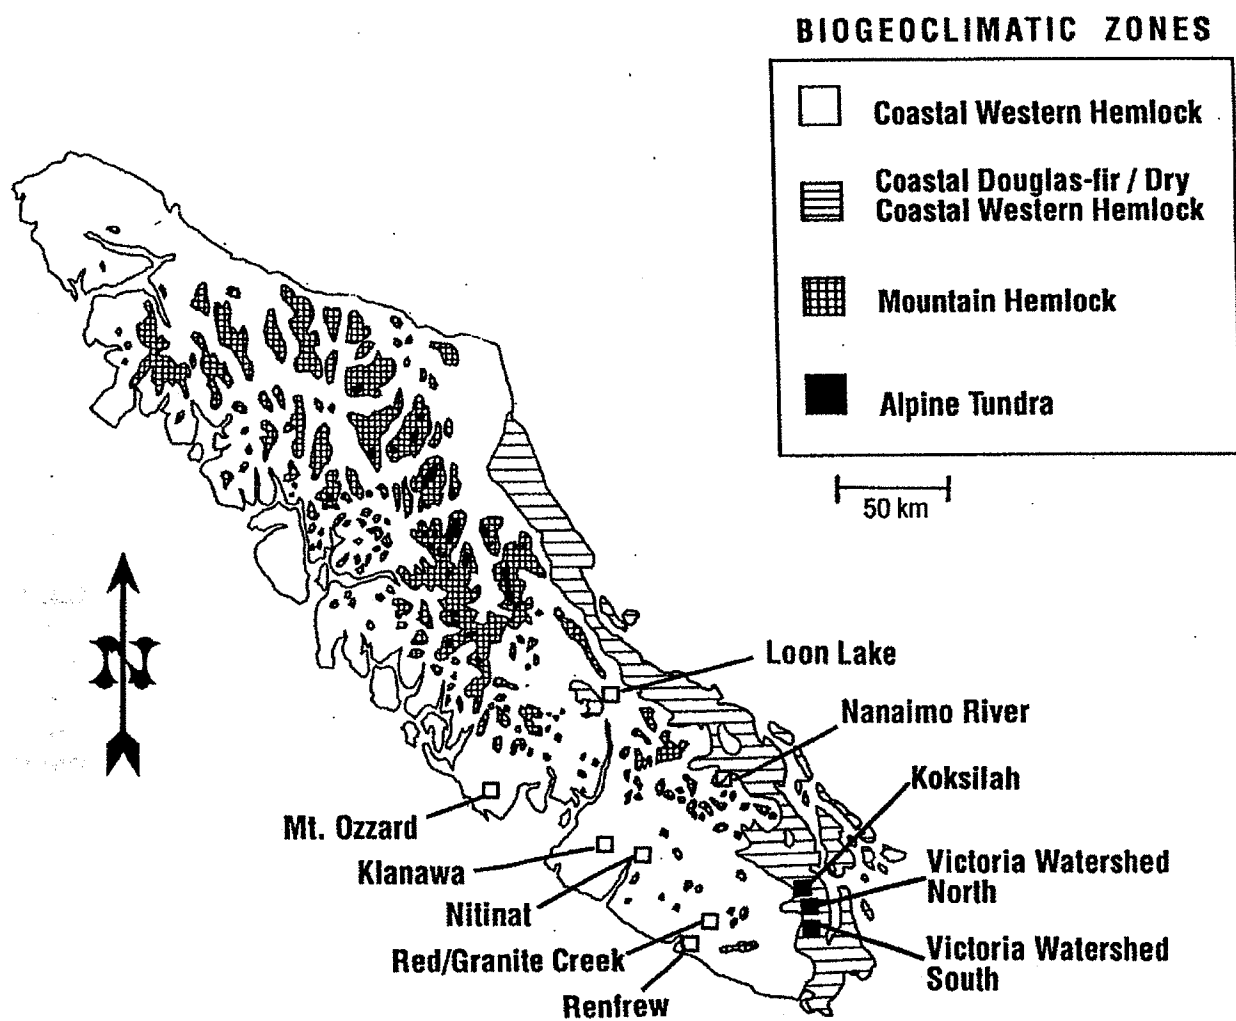 BIOGEOCLIMATIC ZONES
Coastal Western Hemlock
Coastal Douglas-fir / Dry
Coastal Western Hemlock
Mountain Hemlock
Alpine Tundra
50 km
N
Loon Lake
Nanaimo River
Koksilah
Mt. Ozzard
Klanawa
Victoria Watershed
North
Nitinat
Red/Granite Creek
Victoria Watershed
South
Renfrew